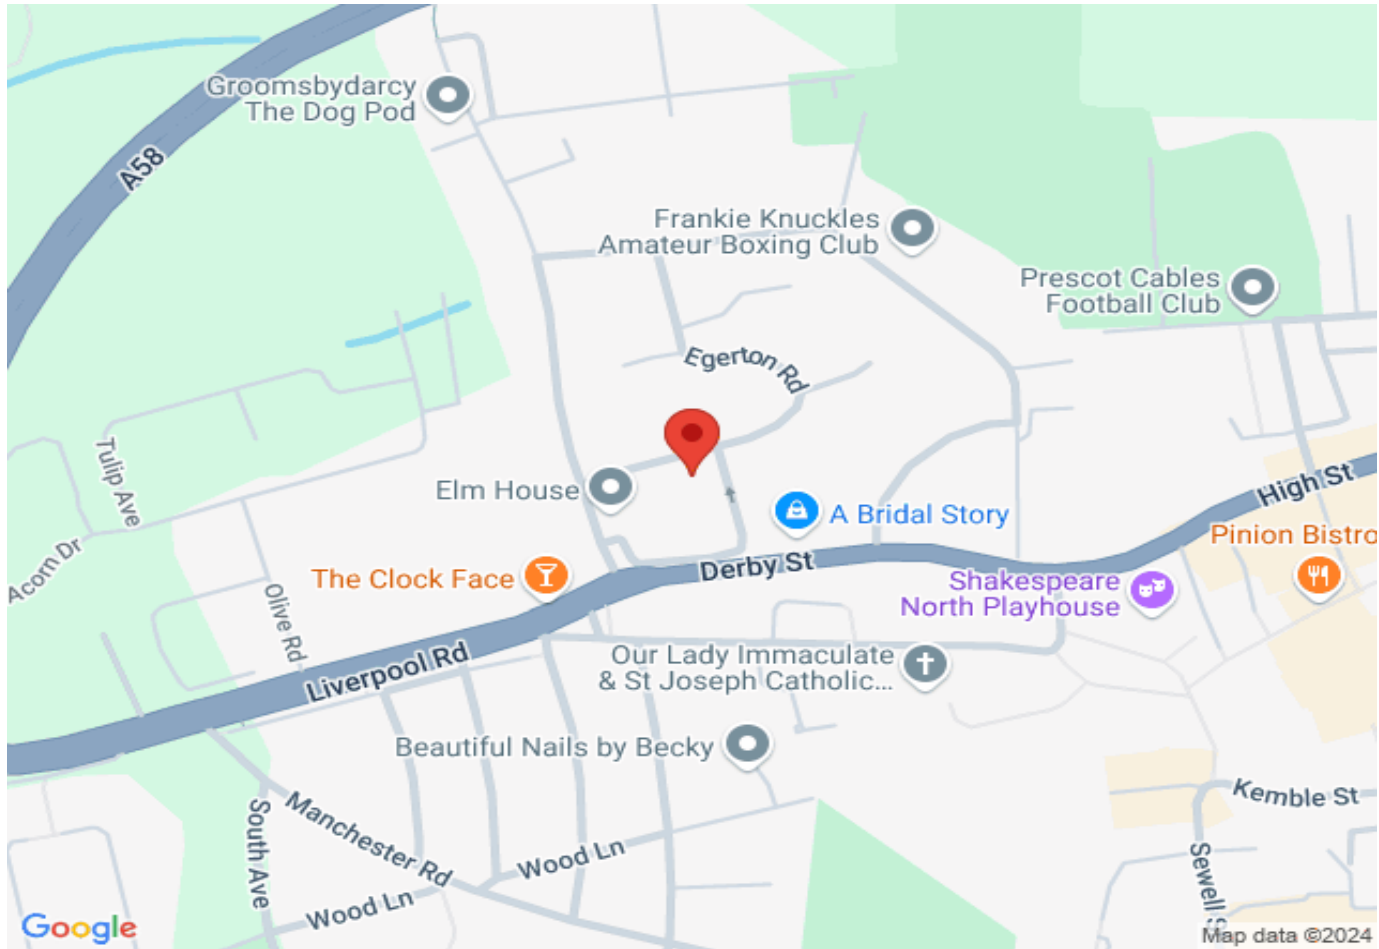 Groomsbydarcy
The Dog Pod
A58
Frankie Knuckles
Amateur Boxing Club
Prescot Cables
Football Club
Egerton Rd
Tulip Ave
Elm House
A Bridal Story
High St
Pinion Bistro
Acorn Dr
The Clock Face
Derby St
Shakespeare
North Playhouse
Olive Rd
Liverpool Rd
Our Lady Immaculate
& St Joseph Catholic...
Beautiful Nails by Becky
Kemble St
South Ave
Manchester Rd
Wood Ln
Sewell S
Wood Ln
Google
Map data ©2024